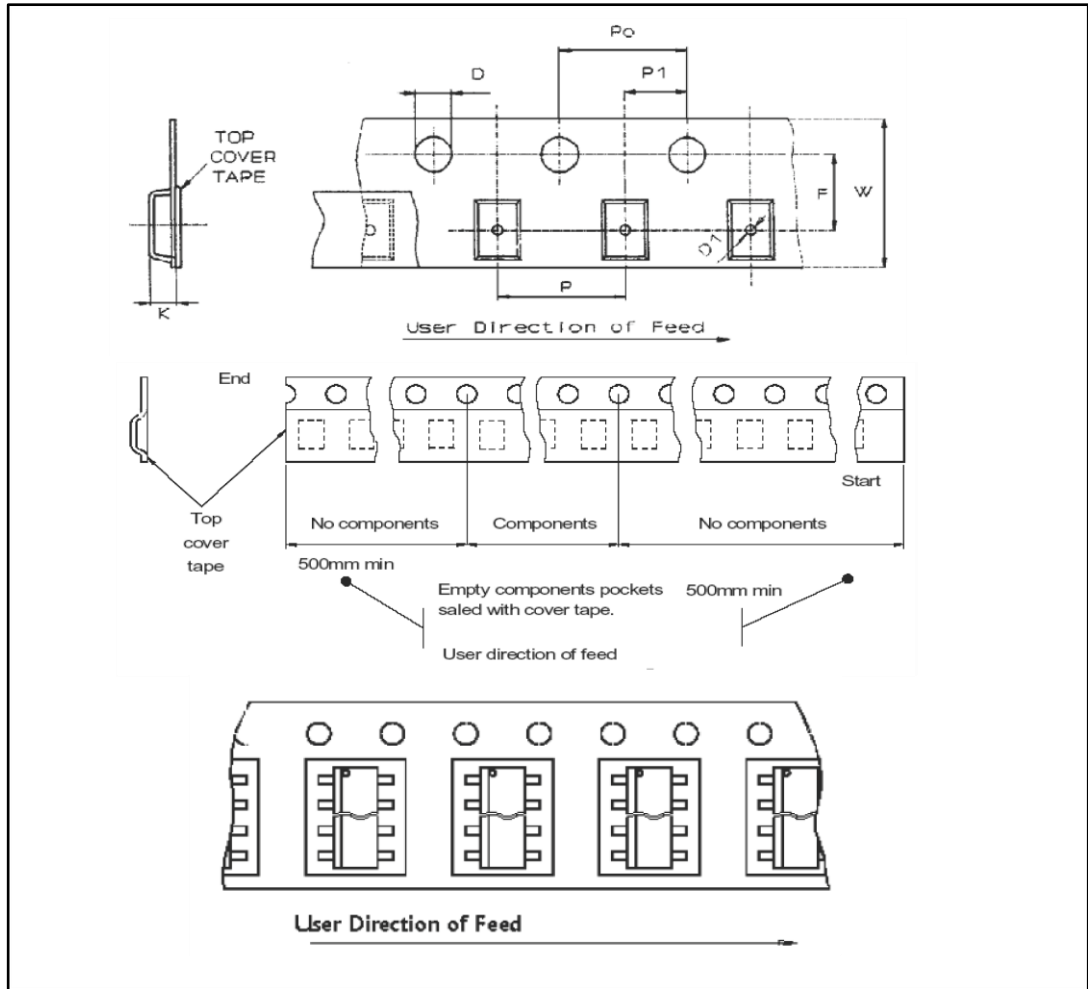 Po
D
P1
TOP
COVER
TAPE
F
W
D1
P
K
User Direction of Feed
End
Start
Top
cover
tape
No components
Components
No components
500mm min
500mm min
Empty components pockets
saled with cover tape.
User direction of feed
User Direction of Feed